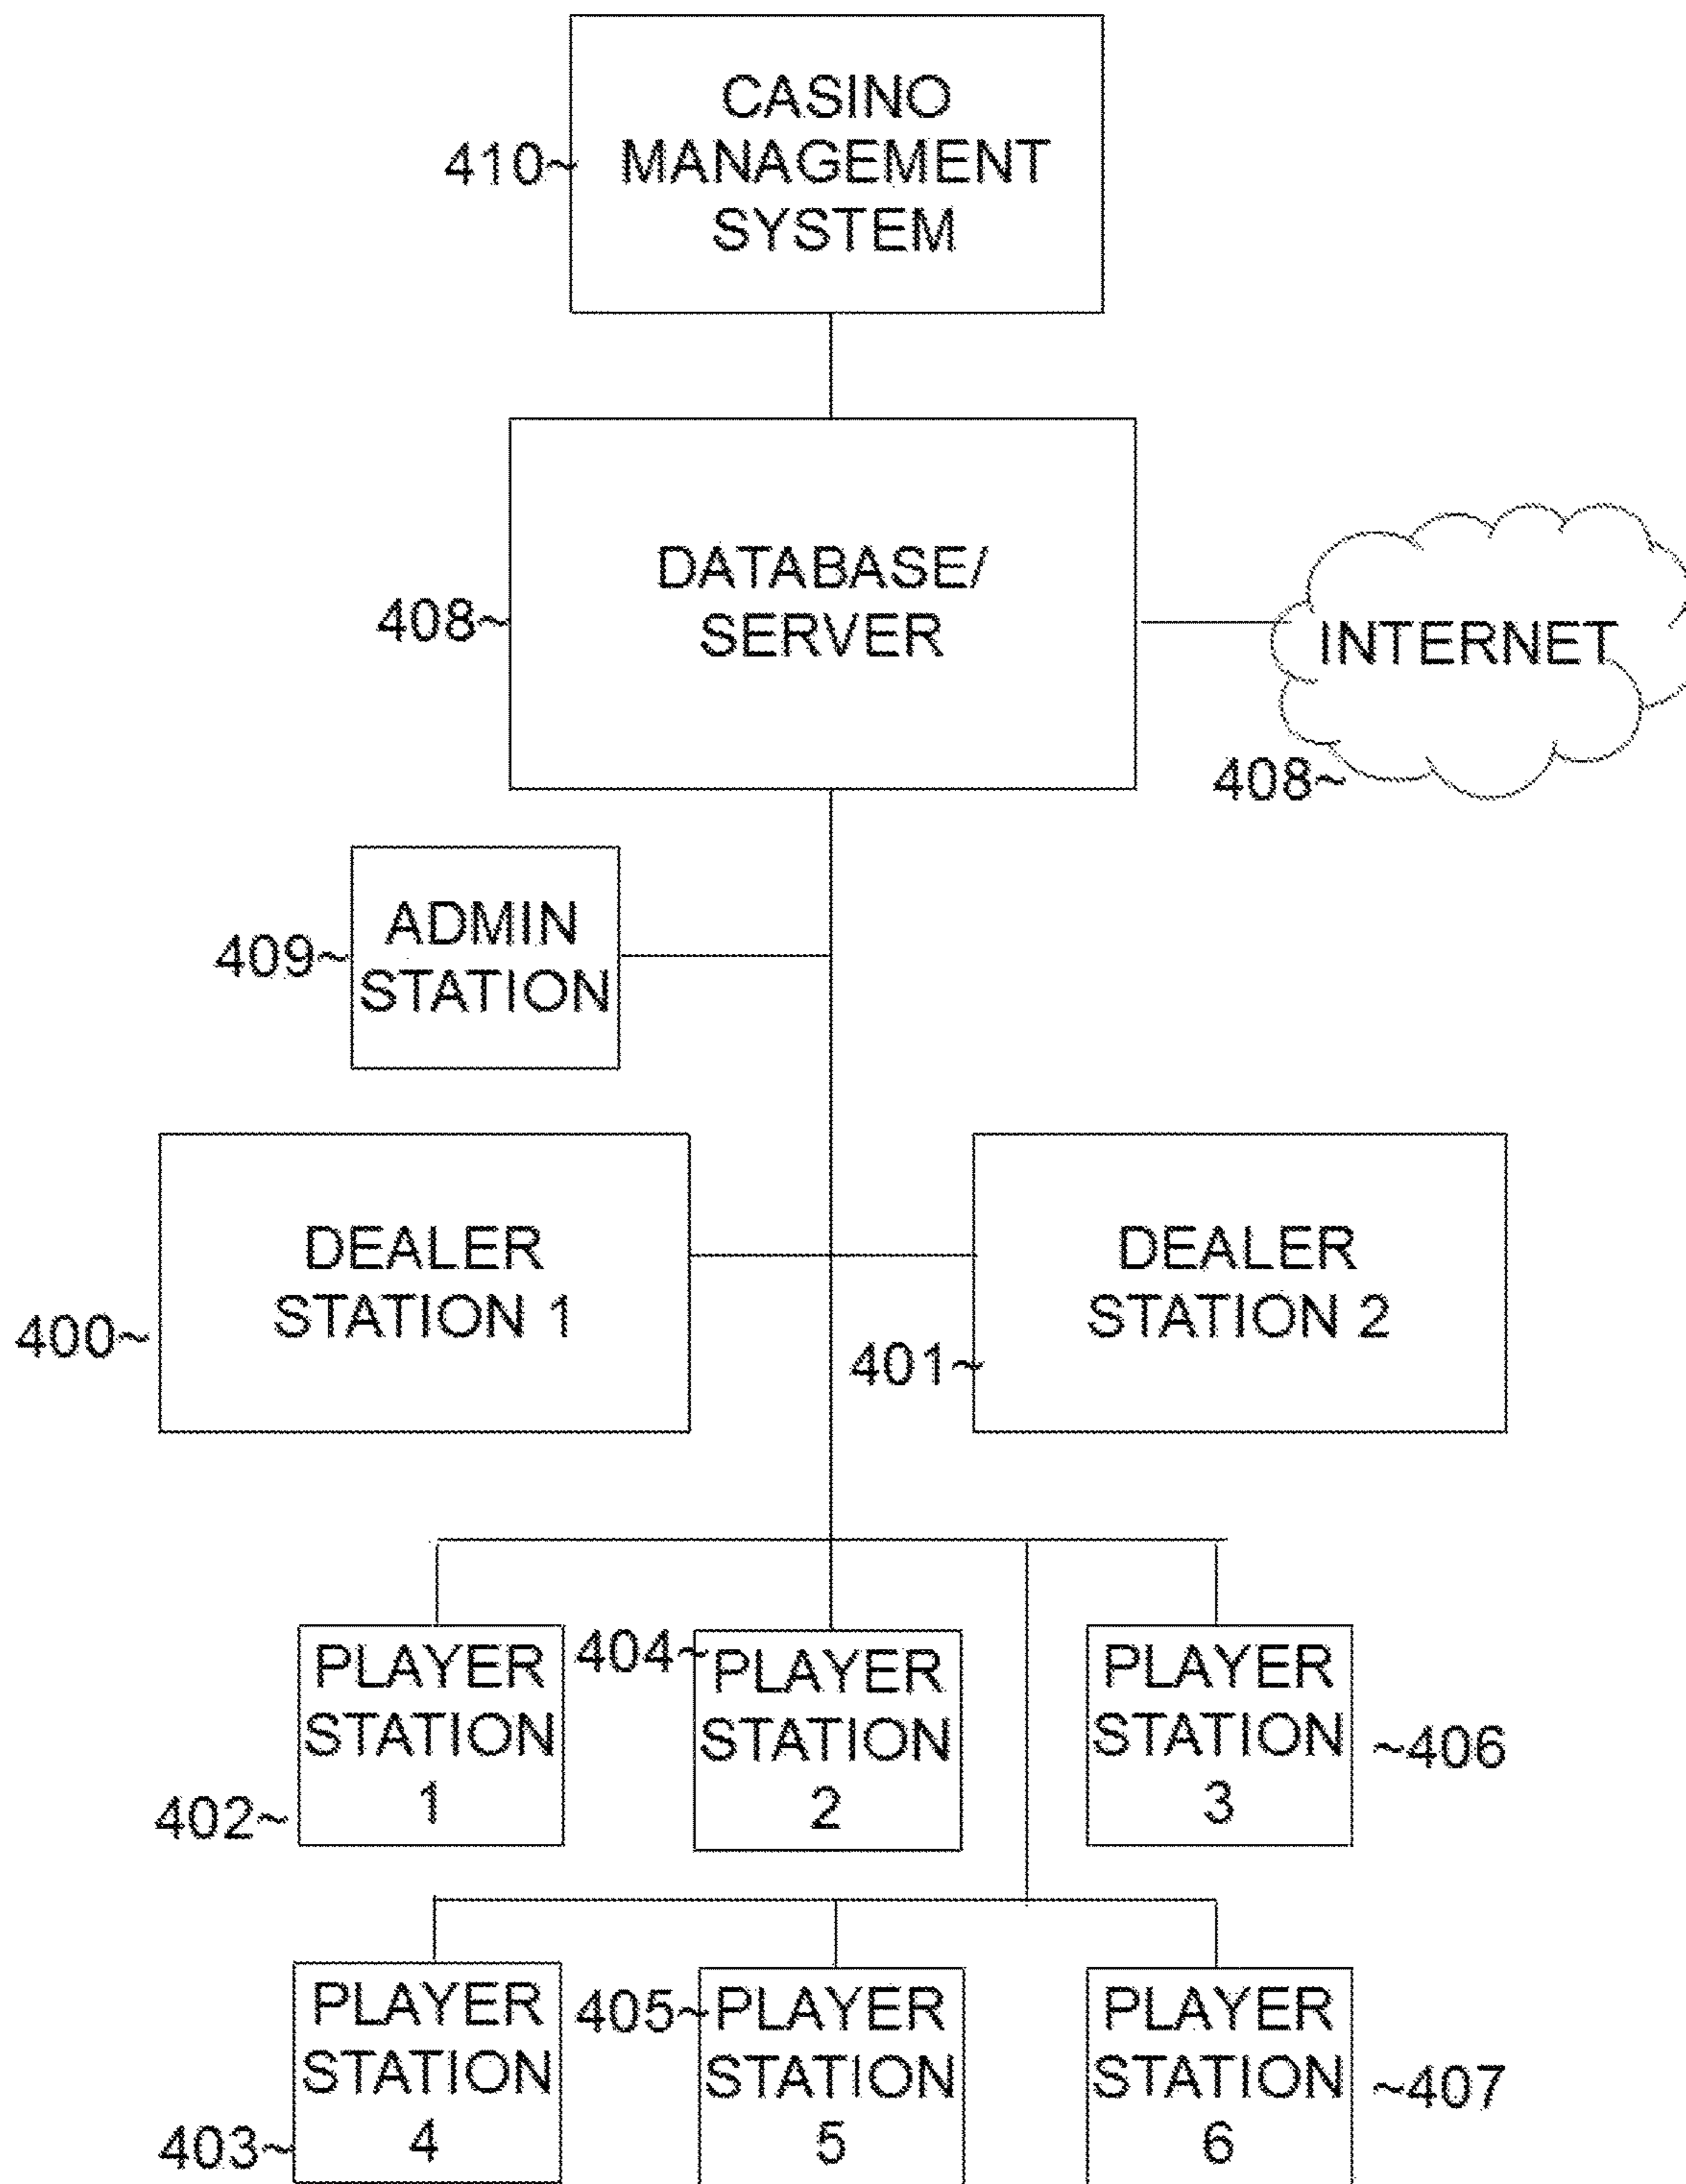 CASINO
410~ MANAGEMENT
SYSTEM
DATABASE/
408~ SERVER
INTERNET
408~
ADMIN
409~ STATION
DEALER
STATION 1
400~
DEALER
STATION 2
401~
PLAYER
STATION
1
402~
404~ PLAYER
STATION
2
PLAYER
STATION ~406
3
PLAYER
STATION
4
403~
405~ PLAYER
STATION
5
PLAYER
STATION ~407
6